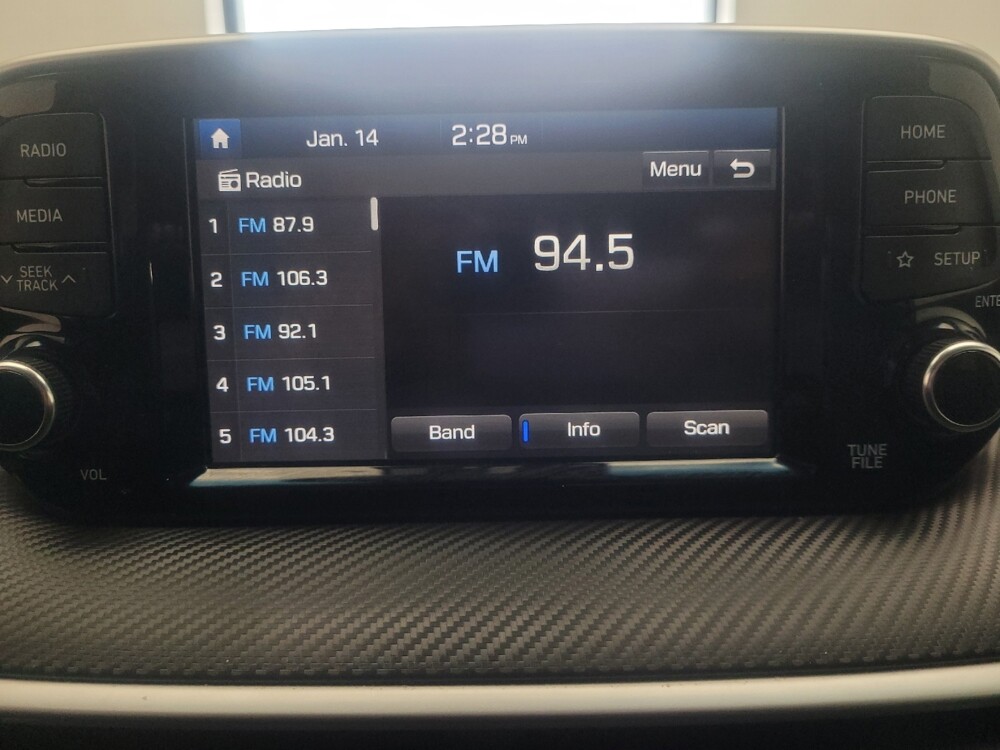 Jan. 14 2:28 PM
Radio Menu
1 FM 87.9
2 FM 106.3
3 FM 92.1
4 FM 105.1
5 FM 104.3
FM 94.5
Band Info Scan
RADIO
MEDIA
SEEK
TRACK
VOL
HOME
PHONE
SETUP
TUNE
FILE